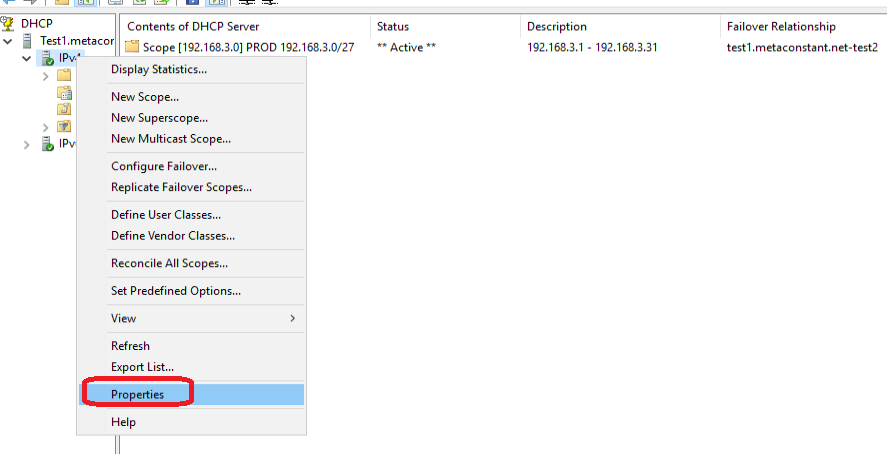 DHCP
Test1.metacor
IPv4
IPv
Contents of DHCP Server Status Description Failover Relationship
Scope [192.168.3.0] PROD 192.168.3.0/27 ** Active ** 192.168.3.1 - 192.168.3.31 test1.metaconstant.net-test2
Display Statistics...
New Scope...
New Superscope...
New Multicast Scope...
Configure Failover...
Replicate Failover Scopes...
Define User Classes...
Define Vendor Classes...
Reconcile All Scopes...
Set Predefined Options...
View
Refresh
Export List...
Properties
Help